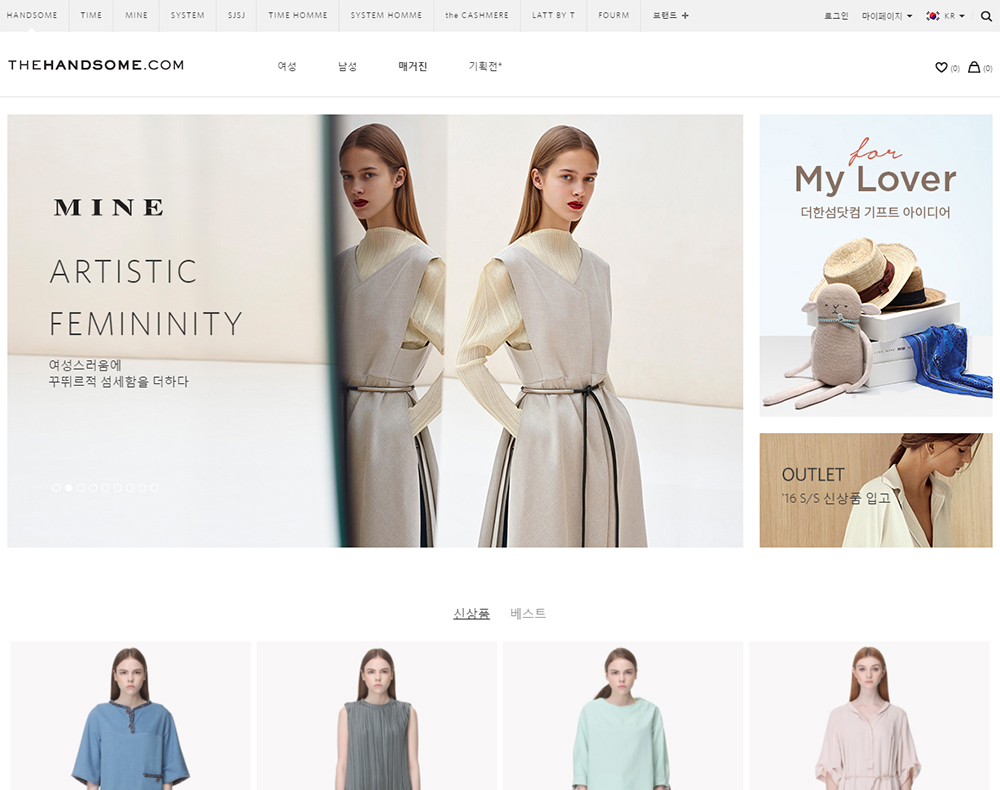 HANDSOME TIME MINE SYSTEM SJSJ TIME HOMME SYSTEM HOMME the CASHMERE LATT BY T FOURM 브랜드 + 로그인 마이페이지 KR
THEHANDSOME.COM 여성 남성 매거진 기획전+ (0) (0)
MINE
ARTISTIC
FEMININITY
여성스러움에
꾸뛰르적 섬세함을 더하다
for
My Lover
더한섬닷컴 기프트 아이디어
OUTLET
'16 S/S 신상품 입고
신상품 베스트